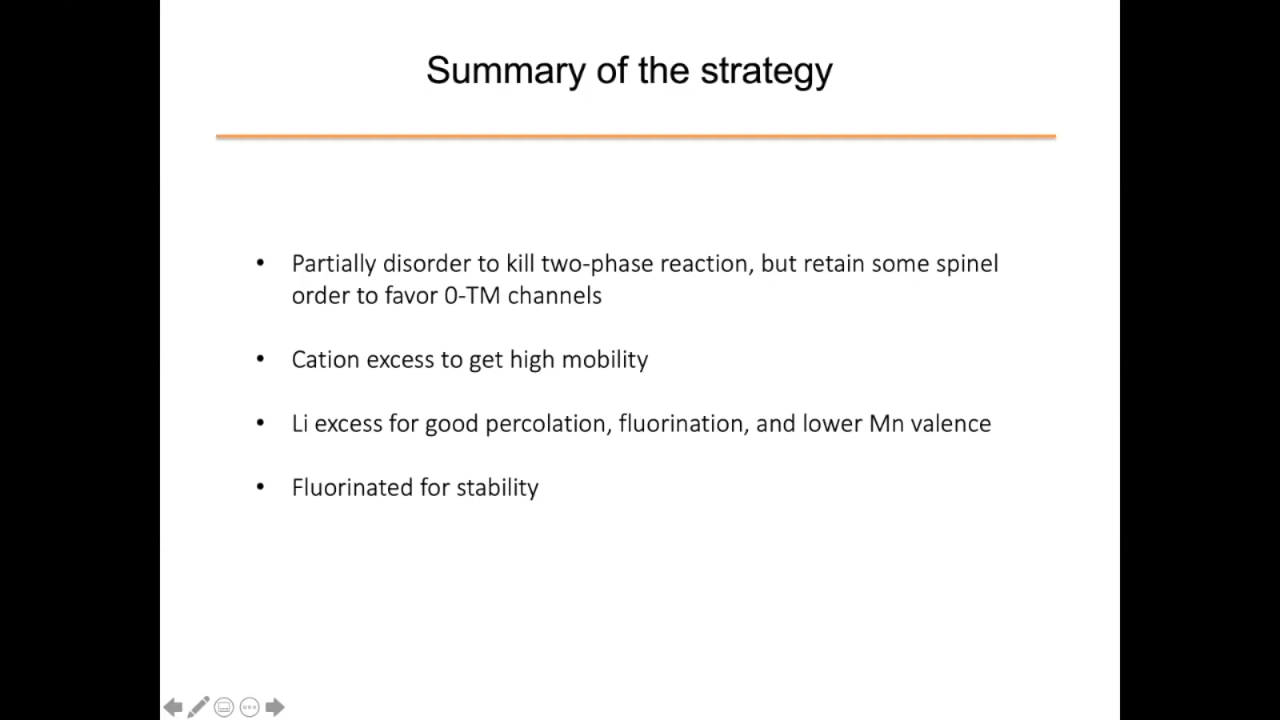 Summary of the strategy
• Partially disorder to kill two-phase reaction, but retain some spinel
order to favor 0-TM channels
• Cation excess to get high mobility
• Li excess for good percolation, fluorination, and lower Mn valence
• Fluorinated for stability